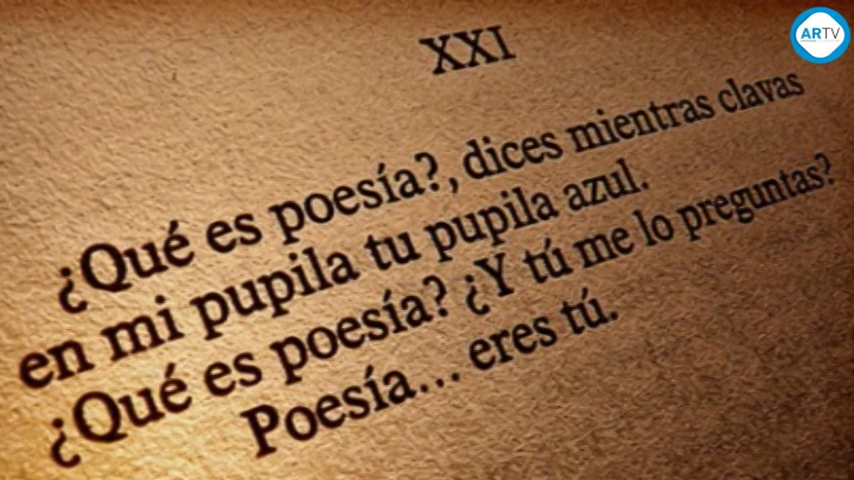 ARTV
XXI
¿Qué es poesía?, dices mientras clavas
en mi pupila tu pupila azul.
¿Qué es poesía? ¿Y tú me lo preguntas?
Poesía... eres tú.